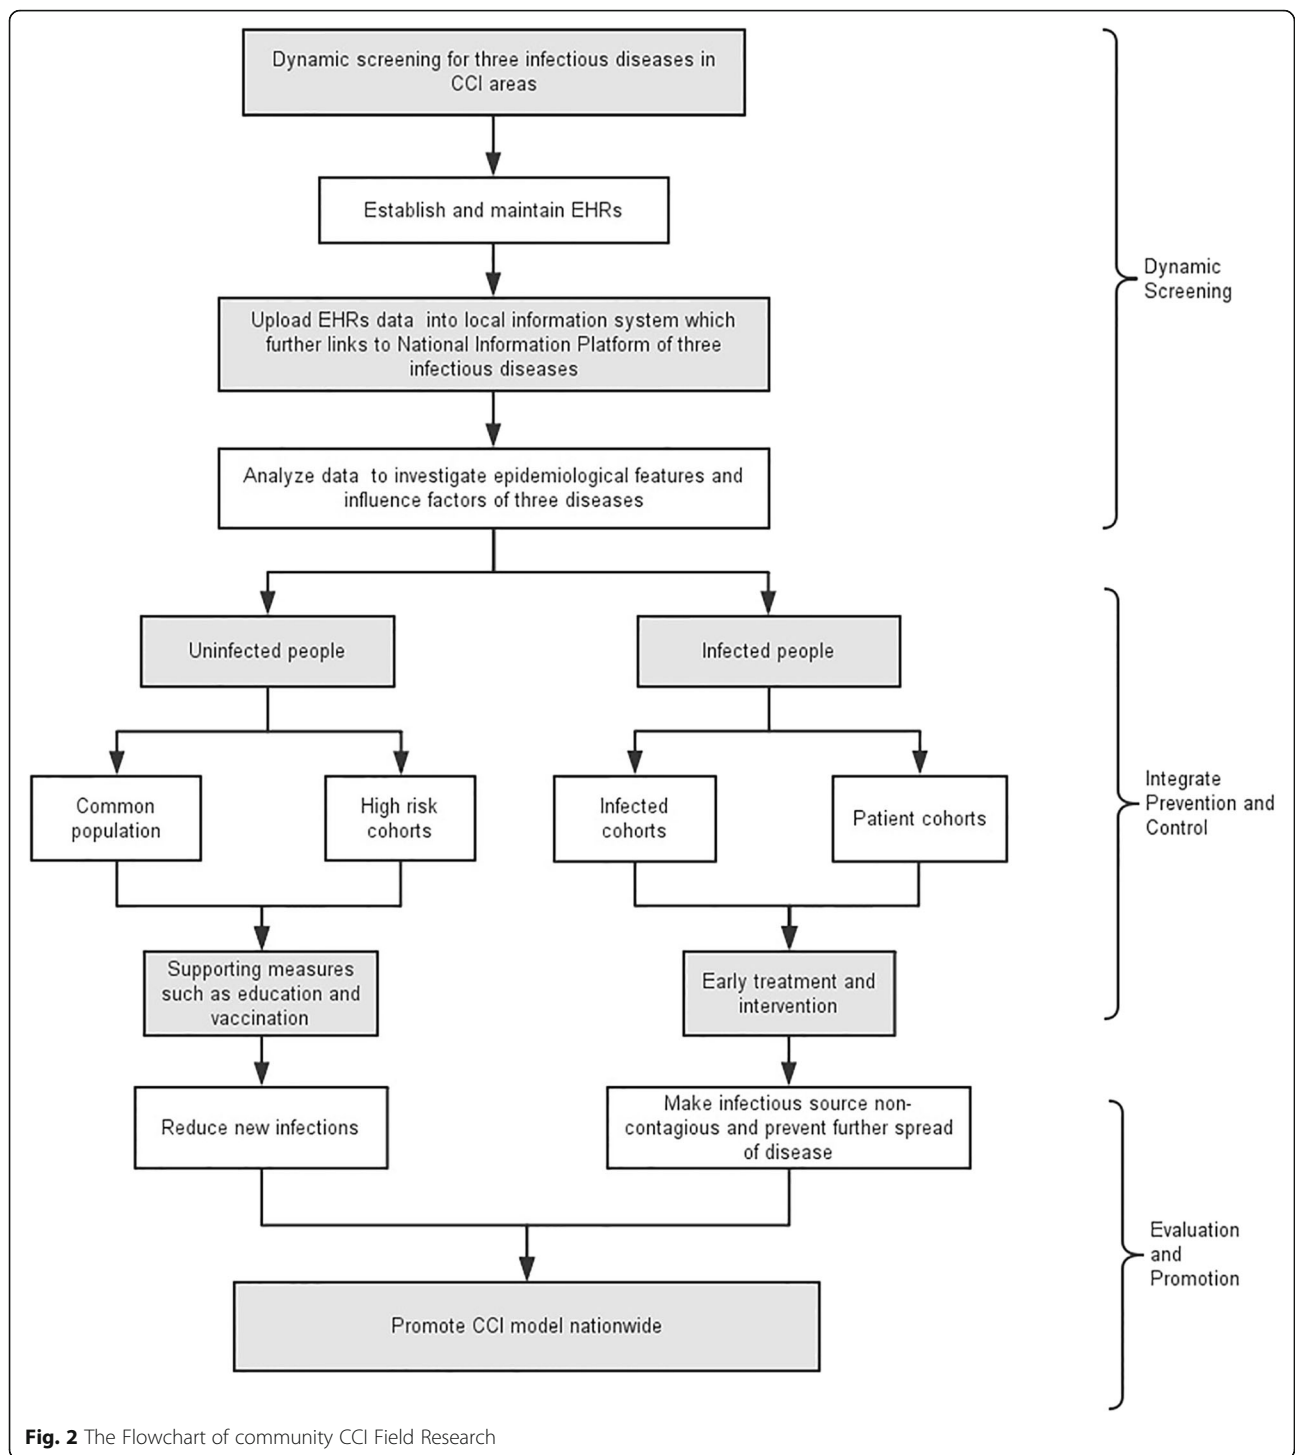 Dynamic screening for three infectious diseases in
CCI areas
Establish and maintain EHRs
Upload EHRs data into local information system which
further links to National Information Platform of three
infectious diseases
Analyze data to investigate epidemiological features and
influence factors of three diseases
Dynamic
Screening
Uninfected people
Infected people
Common
population
High risk
cohorts
Infected
cohorts
Patient cohorts
Supporting measures
such as education and
vaccination
Early treatment and
intervention
Integrate
Prevention and
Control
Reduce new infections
Make infectious source non-
contagious and prevent further spread
of disease
Promote CCI model nationwide
Evaluation
and
Promotion
Fig. 2 The Flowchart of community CCI Field Research